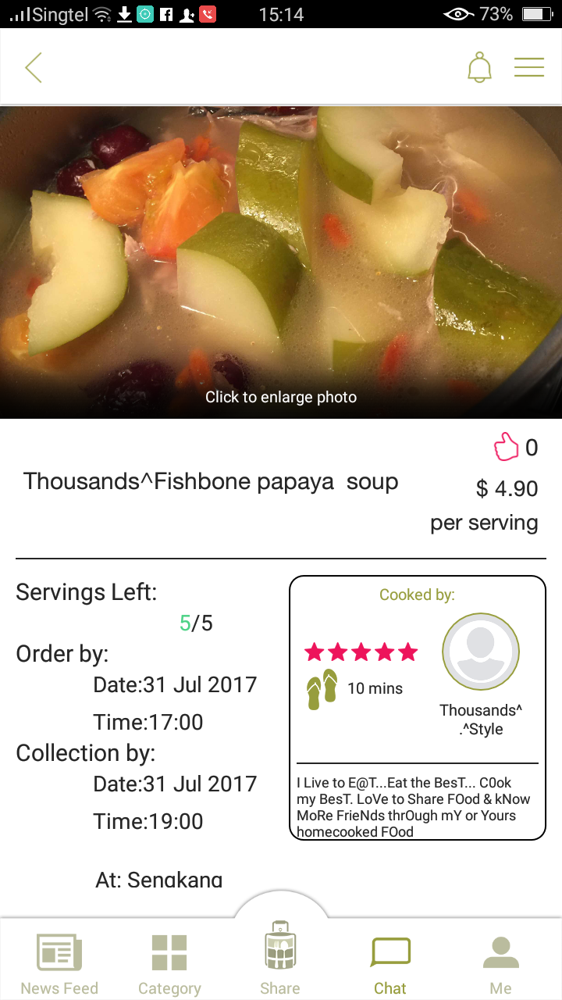 Singtel 15:14 73%
Click to enlarge photo
0
Thousands^Fishbone papaya  soup
$ 4.90
per serving
Servings Left:
5/5
Order by:
Date:31 Jul 2017
Time:17:00
Collection by:
Date:31 Jul 2017
Time:19:00
At: Sengkang
Cooked by:
10 mins
Thousands^
.^Style
I Live to E@T...Eat the BesT... C0ok
my BesT. LoVe to Share FOod & kNow
MoRe FrieNds thrOugh mY or Yours
homecooked FOod
News Feed
Category
Share
Chat
Me